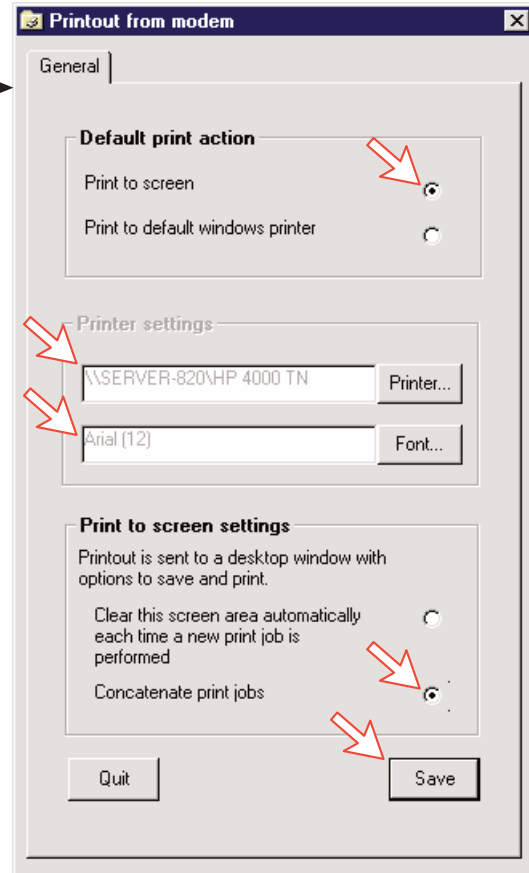 Printout from modem
General
Default print action
Print to screen
Print to default windows printer
Printer settings
\\SERVER-820\HP 4000 TN
Printer...
Arial (12)
Font...
Print to screen settings
Printout is sent to a desktop window with
options to save and print.
Clear this screen area automatically
each time a new print job is
performed
Concatenate print jobs
Quit
Save